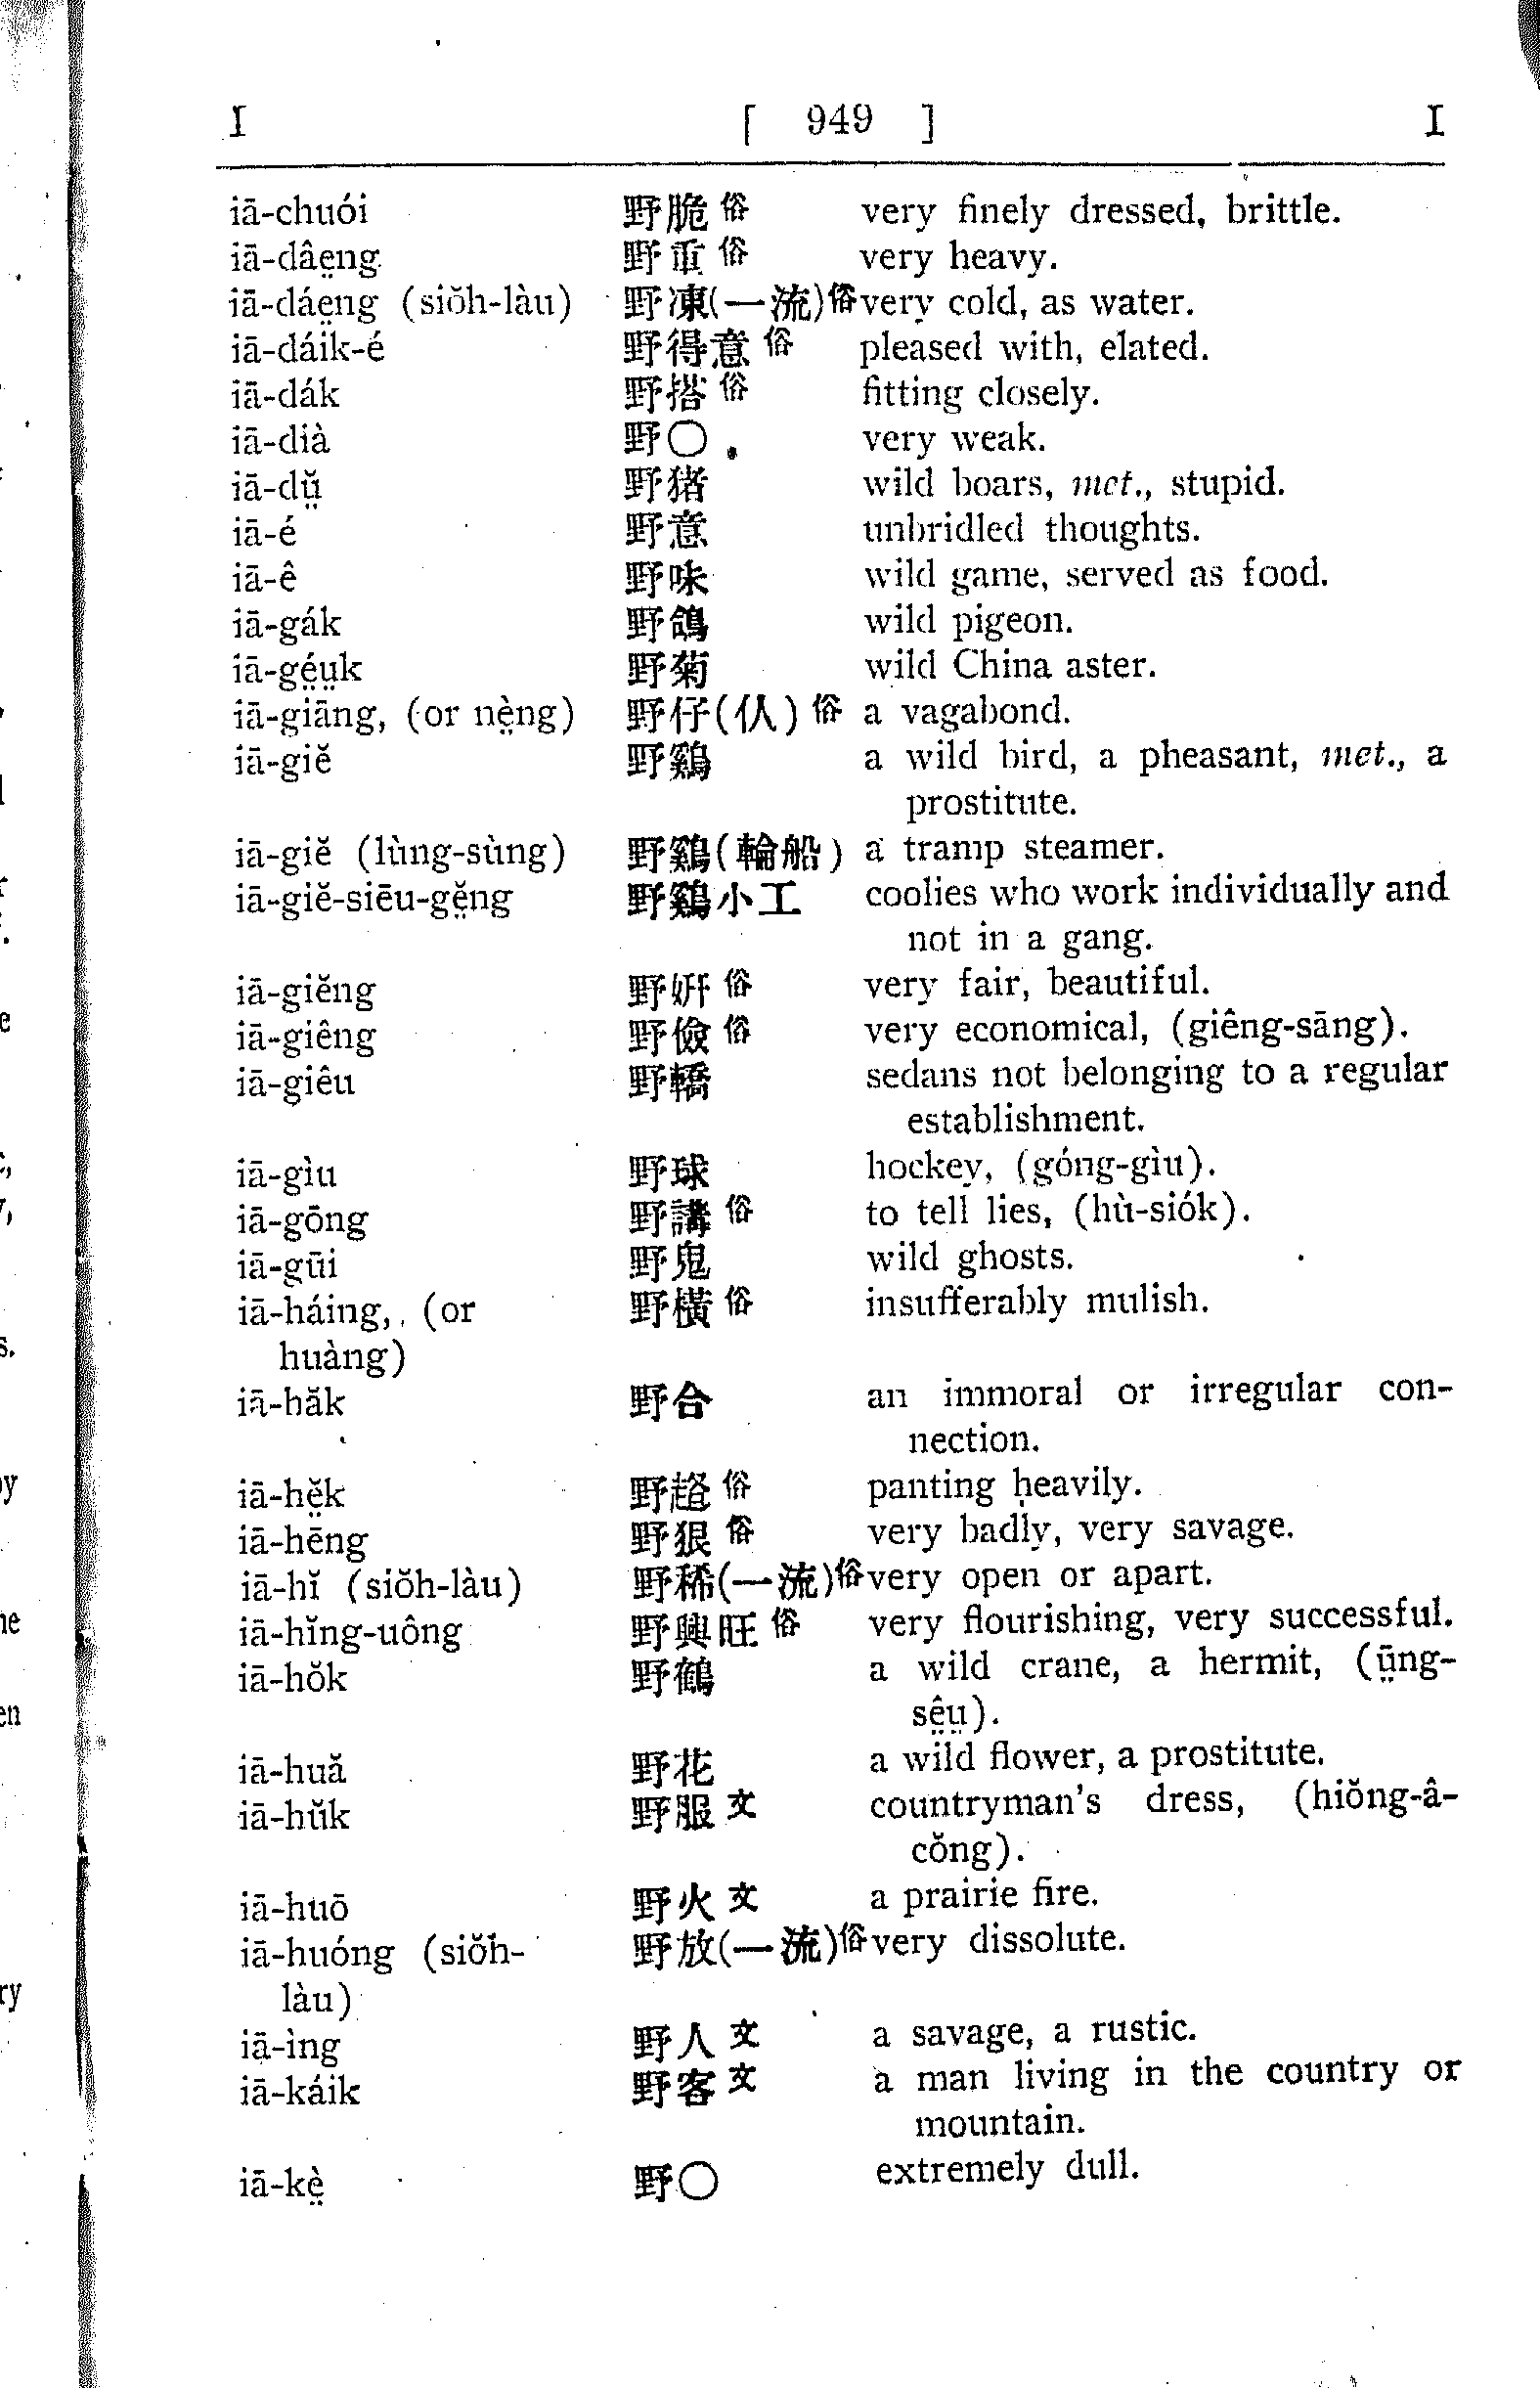 I [ 949 ] I
iā-chuói 野脆俗 very finely dressed, brittle.
iā-dâe̤ng 野重俗 very heavy.
iā-dáe̤ng (siŏh-làu) 野凍(一流)俗 very cold, as water.
iā-dáik-é 野得意俗 pleased with, elated.
iā-dák 野搭俗 fitting closely.
iā-dià 野〇. very weak.
iā-dṳ̆ 野猪 wild boars, met., stupid.
iā-é 野意 unbridled thoughts.
iā-ê 野味 wild game, served as food.
iā-gák 野鴿 wild pigeon.
iā-gé̤ṳk 野菊 wild China aster.
iā-giāng, (or nè̤ng) 野仔(仈)俗 a vagabond.
iā-giĕ 野鷄 a wild bird, a pheasant, met., a
prostitute.
iā-giĕ (lùng-sùng) 野鷄(輪船) a tramp steamer.
iā-giĕ-siēu-gĕ̤ng 野鷄小工 coolies who work individually and
not in a gang.
iā-giĕng 野妍俗 very fair, beautiful.
iā-giêng 野儉俗 very economical, (giêng-sāng).
iā-giêu 野轎 sedans not belonging to a regular
establishment.
iā-gìu 野球 hockey, (góng-gìu).
iā-gōng 野講俗 to tell lies, (hù-siók).
iā-gūi 野鬼 wild ghosts.
iā-háing, (or 野橫俗 insufferably mulish.
huàng)
iā-hăk 野合 an immoral or irregular con-
nection.
iā-hĕ̤k 野俗 panting heavily.
iā-hēng 野狠俗 very badly, very savage.
iā-hĭ (siŏh-làu) 野稀(一流)俗 very open or apart.
iā-hĭng-uông 野興旺俗 very flourishing, very successful.
iā-hŏk 野鶴 a wild crane, a hermit, (ṳ̄ng-
sê̤ṳ).
iā-huă 野花 a wild flower, a prostitute.
iā-hŭk 野服文 countryman's dress, (hiŏng-â-
cŏng).
iā-huō 野火文 a prairie fire.
iā-huóng (siŏh- 野放(一流)俗 very dissolute.
làu)
iā-ìng 野人文 a savage, a rustic.
iā-káik 野客文 a man living in the country or
mountain.
iā-kè̤ 野〇 extremely dull.